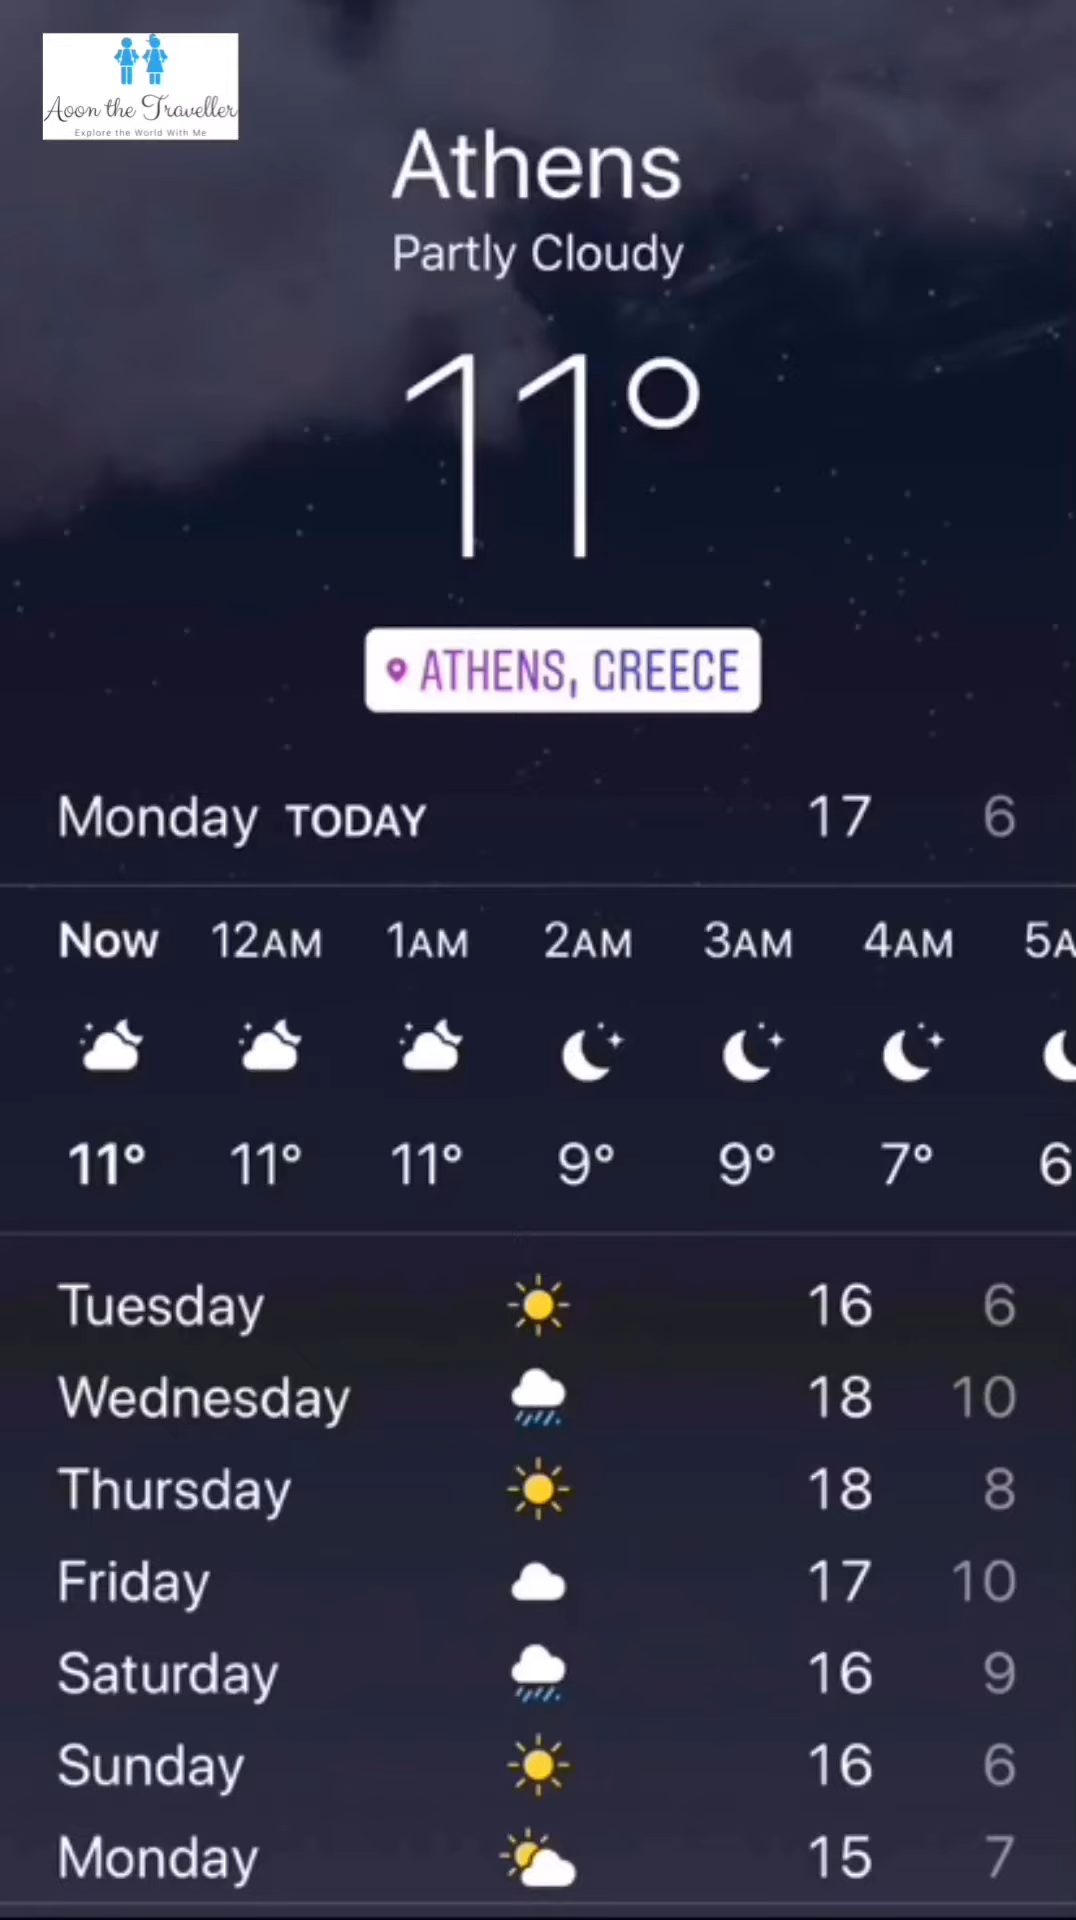 Aoon the Traveller
Explore the World With Me
Athens
Partly Cloudy
11°
ATHENS, GREECE
Monday TODAY 17 6
Now 12AM 1AM 2AM 3AM 4AM 5A
11° 11° 11° 9° 9° 7° 6
Tuesday 16 6
Wednesday 18 10
Thursday 18 8
Friday 17 10
Saturday 16 9
Sunday 16 6
Monday 15 7